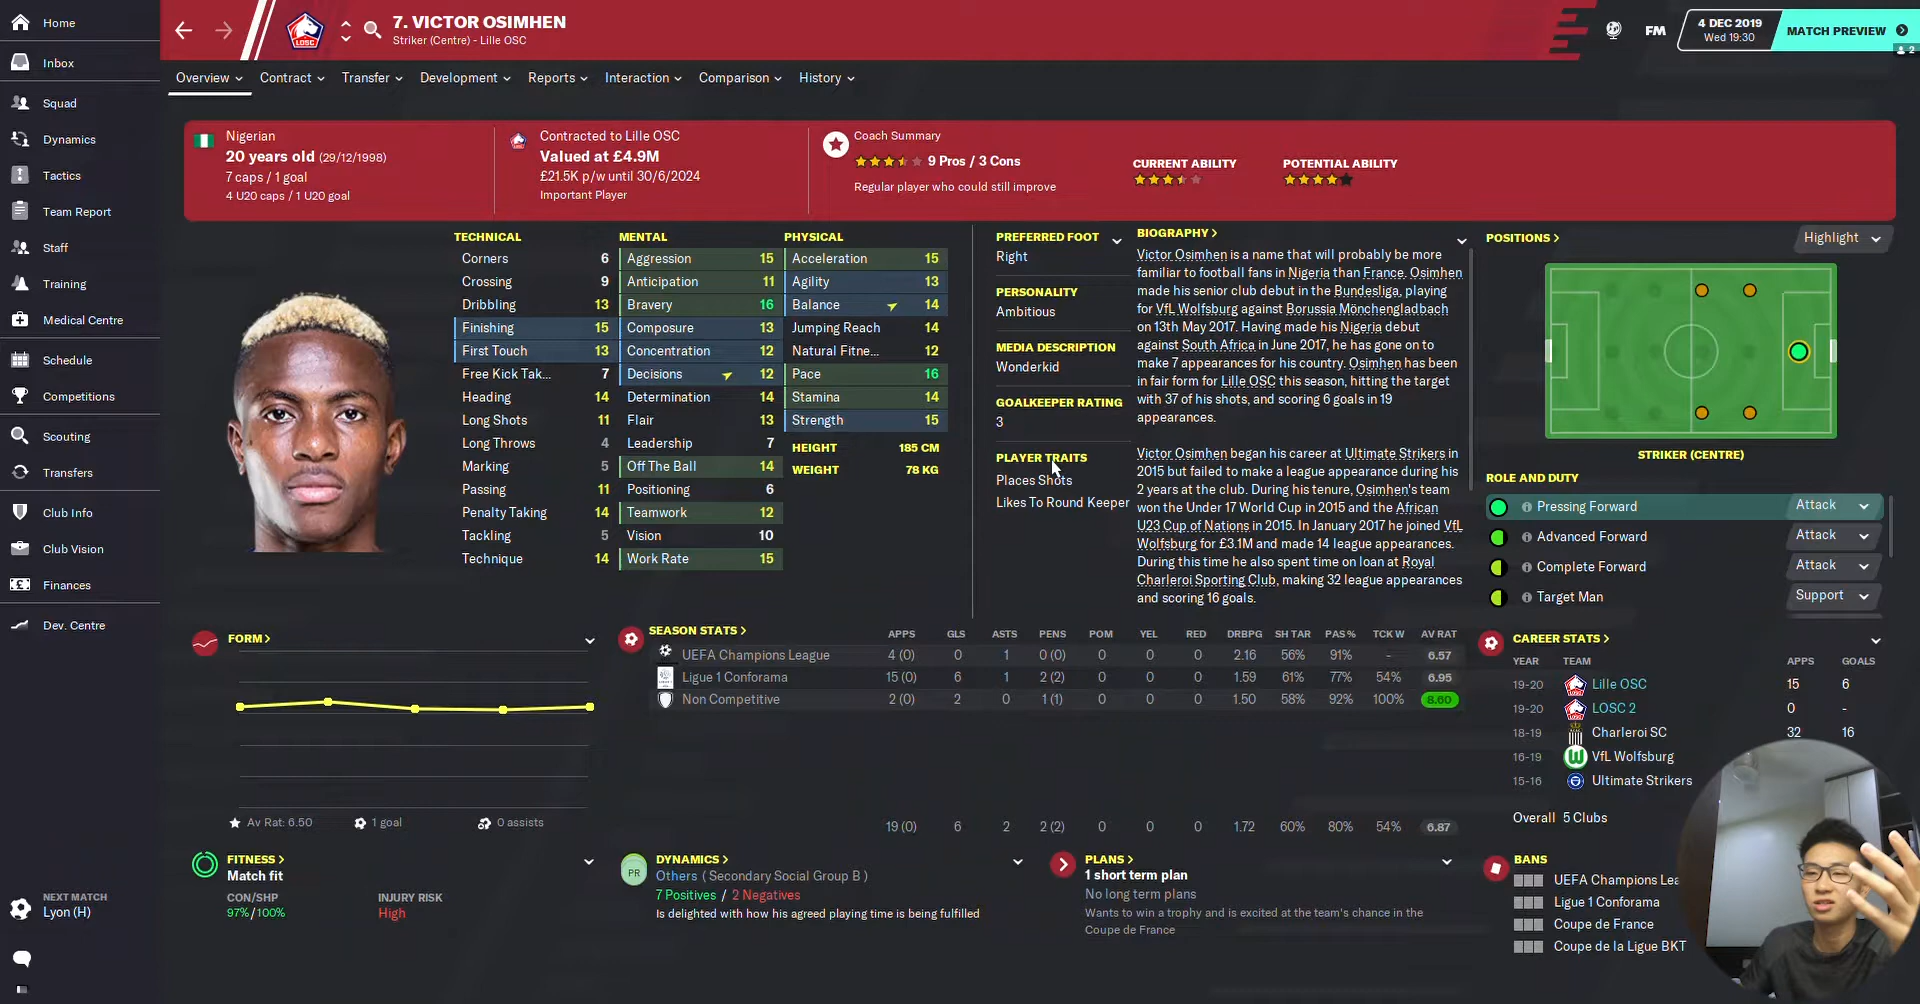 Home
Inbox
Squad
Dynamics
Tactics
Team Report
Staff
Team
Training
Medical Centre
Schedule
Competitions
Scouting
Transfers
Club Info
Club Vision
Finances
Dev. Centre
NEXT MATCH
Lyon (H)
7. VICTOR OSIMHEN
Striker (Centre) - Lille OSC
LOSC
FM
4 DEC 2019
Wed 19:30
MATCH PREVIEW
2
Overview
Contract
Transfer
Development
Reports
Interaction
Comparison
History
Nigerian
20 years old (29/12/1998)
7 caps / 1 goal
4 U20 caps / 1 U20 goal
Contracted to Lille OSC
Valued at £4.9M
£21.5K p/w until 30/6/2024
Important Player
Coach Summary
9 Pros / 3 Cons
Regular player who could still improve
CURRENT ABILITY
POTENTIAL ABILITY
TECHNICAL
Corners 6
Crossing 9
Dribbling 13
Finishing 15
First Touch 13
Free Kick Tak... 7
Heading 14
Long Shots 11
Long Throws 4
Marking 5
Passing 11
Penalty Taking 14
Tackling 5
Technique 14
MENTAL
Aggression 15
Anticipation 11
Bravery 16
Composure 13
Concentration 12
Decisions 12
Determination 14
Flair 13
Leadership 7
Off The Ball 14
Positioning 6
Teamwork 12
Vision 10
Work Rate 15
PHYSICAL
Acceleration 15
Agility 13
Balance 14
Jumping Reach 14
Natural Fitne... 12
Pace 16
Stamina 14
Strength 15
HEIGHT 185 CM
WEIGHT 78 KG
PREFERRED FOOT
Right
PERSONALITY
Ambitious
MEDIA DESCRIPTION
Wonderkid
GOALKEEPER RATING
3
PLAYER TRAITS
Places Shots
Likes To Round Keeper
BIOGRAPHY >
Victor Osimhen is a name that will probably be more
familiar to football fans in Nigeria than France. Osimhen
made his senior club debut in the Bundesliga, playing
for VfL Wolfsburg against Borussia Mönchengladbach
on 13th May 2017. Having made his Nigeria debut
against South Africa in June 2017, he has gone on to
make 7 appearances for his country. Osimhen has been
in fair form for Lille OSC this season, hitting the target
with 37 of his shots, and scoring 6 goals in 19
appearances.
Victor Osimhen began his career at Ultimate Strikers in
2015 but failed to make a league appearance during his
2 years at the club. During his tenure, Osimhen's team
won the Under 17 World Cup in 2015 and the African
U23 Cup of Nations in 2015. In January 2017 he joined VfL
Wolfsburg for £3.1M and made 14 league appearances.
During this time he also spent time on loan at Royal
Charleroi Sporting Club, making 32 league appearances
and scoring 16 goals.
POSITIONS >
Highlight
STRIKER (CENTRE)
ROLE AND DUTY
Pressing Forward Attack
Advanced Forward Attack
Complete Forward Attack
Target Man Support
FORM >
Av Rat: 6.50 1 goal 0 assists
SEASON STATS > APPS GLS ASTS PENS POM YEL RED DRBPG SH TAR PAS % TCK W AV RAT
UEFA Champions League 4 (0) 0 1 0 (0) 0 0 0 2.16 56% 91% - 6.57
Ligue 1 Conforama 15 (0) 6 1 2 (2) 0 0 0 1.59 61% 77% 54% 6.95
Non Competitive 2 (0) 2 0 1 (1) 0 0 0 1.50 58% 92% 100% 8.60
19 (0) 6 2 2 (2) 0 0 0 1.72 60% 80% 54% 6.87
CAREER STATS >
YEAR TEAM APPS GOALS
19-20 Lille OSC 15 6
19-20 LOSC 2 0 -
18-19 Charleroi SC 32 16
16-19 VfL Wolfsburg
15-16 Ultimate Strikers
Overall 5 Clubs
FITNESS >
Match fit
CON/SHP
97% / 100%
INJURY RISK
High
PR
DYNAMICS >
Others ( Secondary Social Group B )
7 Positives / 2 Negatives
Is delighted with how his agreed playing time is being fulfilled
PLANS >
1 short term plan
No long term plans
Wants to win a trophy and is excited at the team's chance in the
Coupe de France
BANS
UEFA Champions Lea
Ligue 1 Conforama
Coupe de France
Coupe de la Ligue BKT